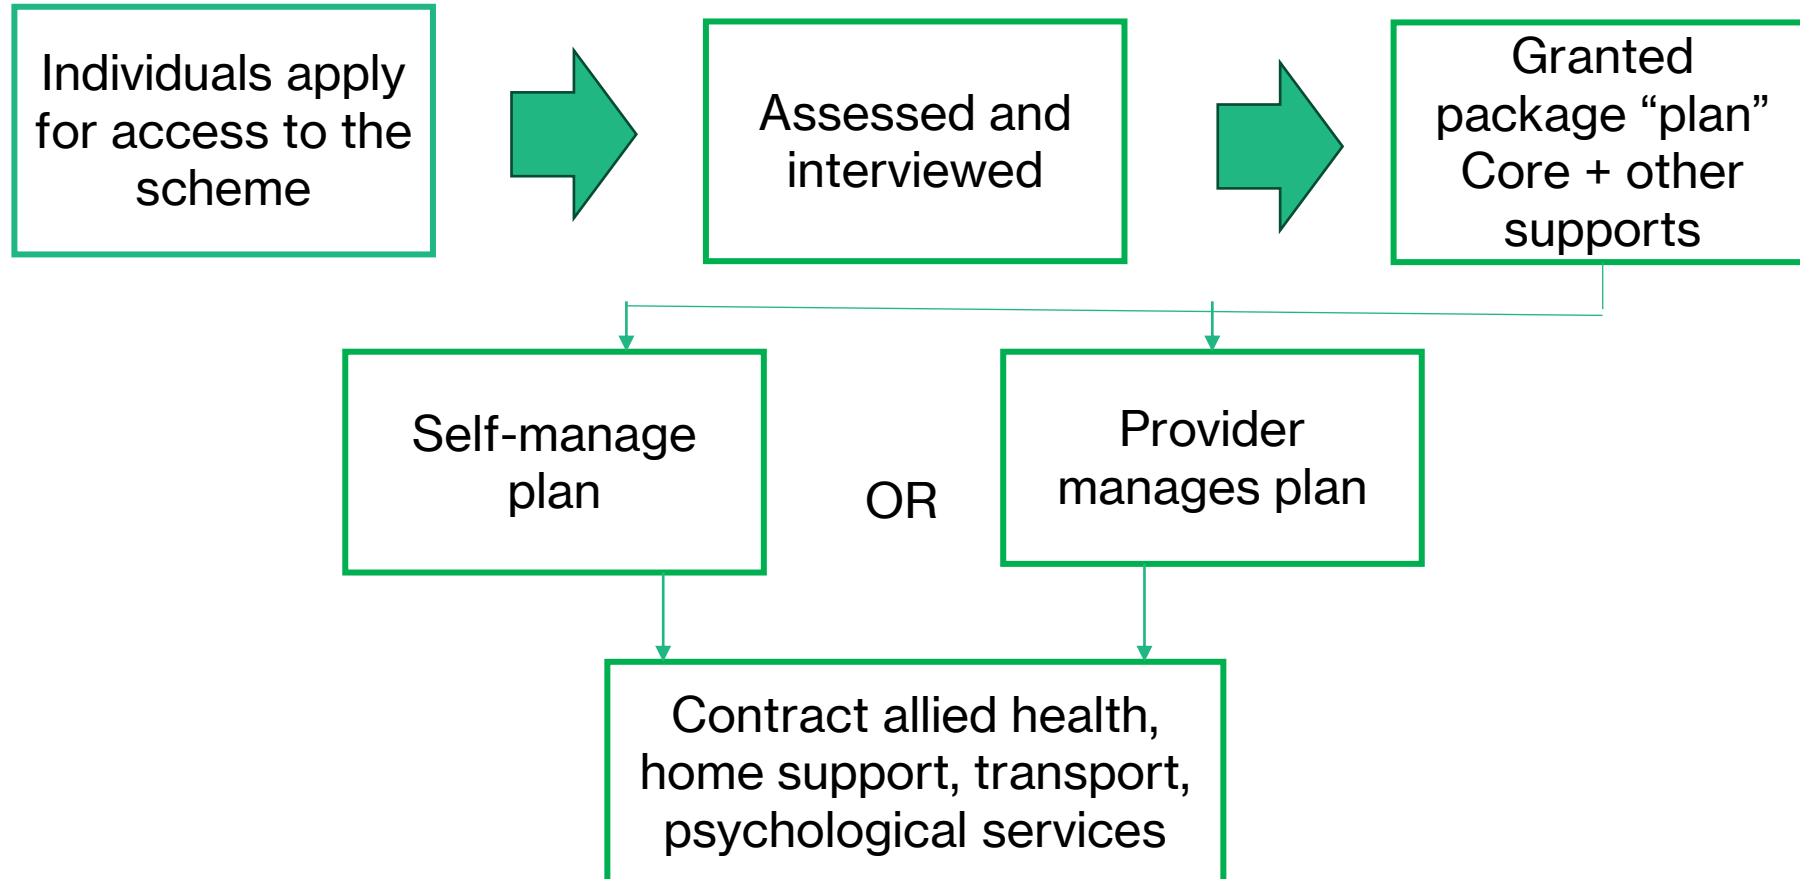 Individuals apply
for access to the
scheme
Assessed and
interviewed
Granted
package “plan”
Core + other
supports
Self-manage
plan
OR
Provider
manages plan
Contract allied health,
home support, transport,
psychological services